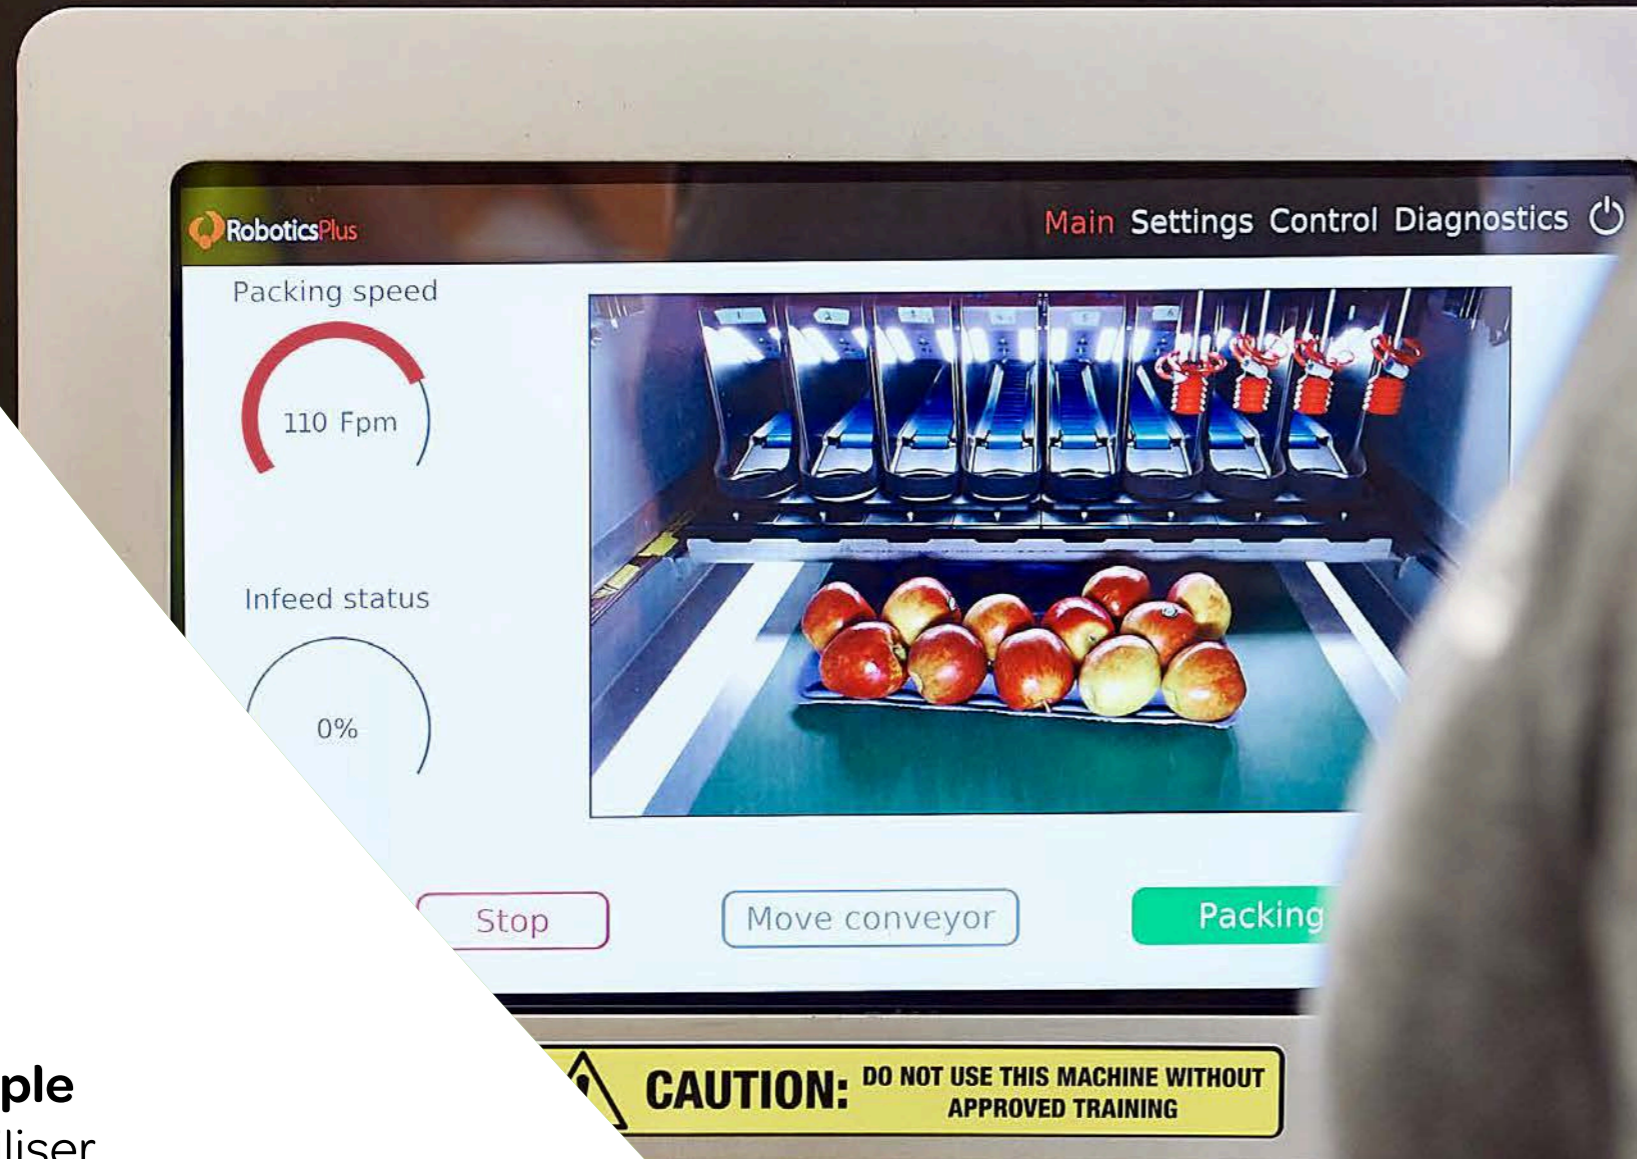 RoboticsPlus
Main Settings Control Diagnostics
Packing speed
110 Fpm
Infeed status
0%
Stop
Move conveyor
Packing
CAUTION: DO NOT USE THIS MACHINE WITHOUT
APPROVED TRAINING
ple
liser